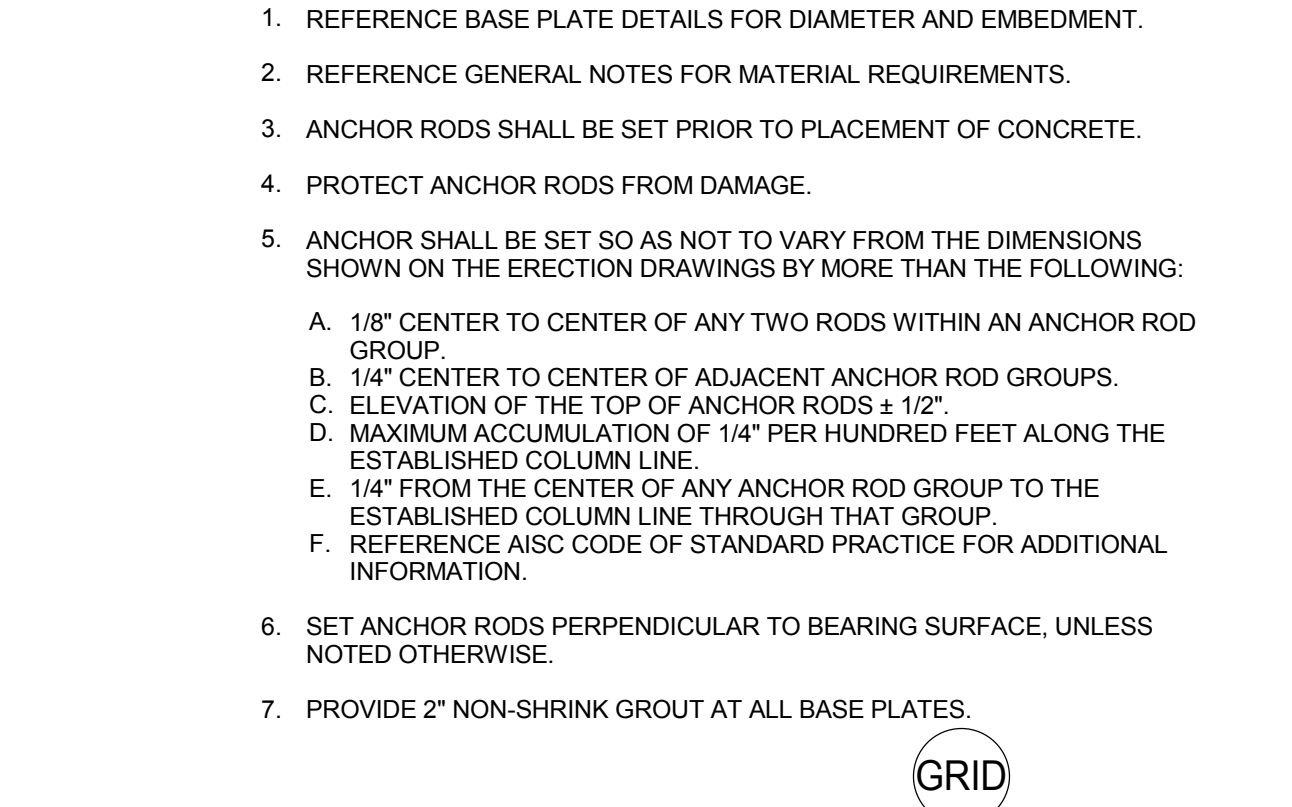 1. REFERENCE BASE PLATE DETAILS FOR DIAMETER AND EMBEDMENT.
2. REFERENCE GENERAL NOTES FOR MATERIAL REQUIREMENTS.
3. ANCHOR RODS SHALL BE SET PRIOR TO PLACEMENT OF CONCRETE.
4. PROTECT ANCHOR RODS FROM DAMAGE.
5. ANCHOR SHALL BE SET SO AS NOT TO VARY FROM THE DIMENSIONS
SHOWN ON THE ERECTION DRAWINGS BY MORE THAN THE FOLLOWING:
A. 1/8" CENTER TO CENTER OF ANY TWO RODS WITHIN AN ANCHOR ROD
GROUP.
B. 1/4" CENTER TO CENTER OF ADJACENT ANCHOR ROD GROUPS.
C. ELEVATION OF THE TOP OF ANCHOR RODS ± 1/2".
D. MAXIMUM ACCUMULATION OF 1/4" PER HUNDRED FEET ALONG THE
ESTABLISHED COLUMN LINE.
E. 1/4" FROM THE CENTER OF ANY ANCHOR ROD GROUP TO THE
ESTABLISHED COLUMN LINE THROUGH THAT GROUP.
F. REFERENCE AISC CODE OF STANDARD PRACTICE FOR ADDITIONAL
INFORMATION.
6. SET ANCHOR RODS PERPENDICULAR TO BEARING SURFACE, UNLESS
NOTED OTHERWISE.
7. PROVIDE 2" NON-SHRINK GROUT AT ALL BASE PLATES.
GRID